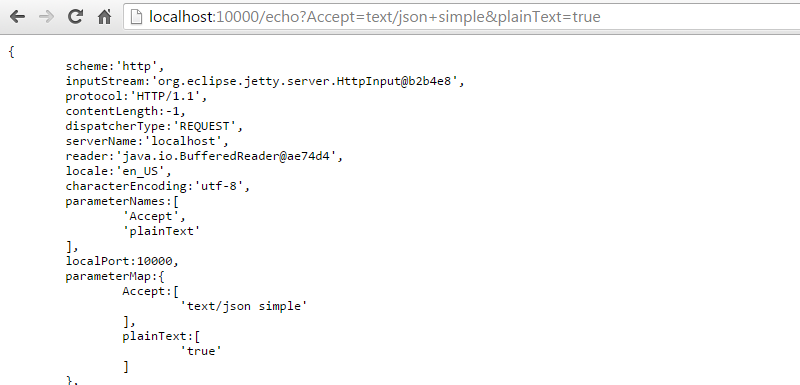 localhost:10000/echo?Accept=text/json+simple&plainText=true
{
scheme:'http',
inputStream:'org.eclipse.jetty.server.HttpInput@b2b4e8',
protocol:'HTTP/1.1',
contentLength:-1,
dispatcherType:'REQUEST',
serverName:'localhost',
reader:'java.io.BufferedReader@ae74d4',
locale:'en_US',
characterEncoding:'utf-8',
parameterNames:[
'Accept',
'plainText'
],
localPort:10000,
parameterMap:{
Accept:[
'text/json simple'
],
plainText:[
'true'
]
},